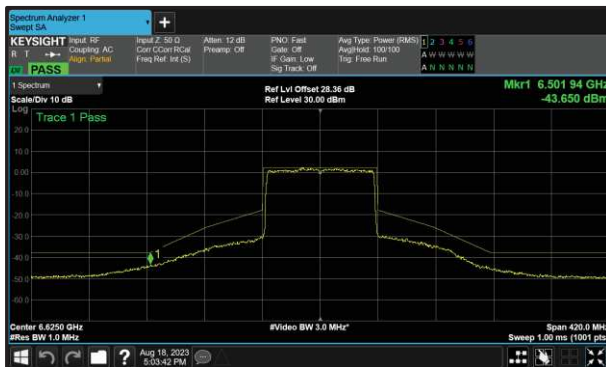 Spectrum Analyzer 1
Swept SA
KEYSIGHT
R T
PASS
Input: RF
Coupling: AC
Align: Partial
Input Z: 50 Ω
Corr CCorr RCal
Freq Ref: Int (S)
Atten: 12 dB
Preamp: Off
PNO: Fast
Gate: Off
IF Gain: Low
Sig Track: Off
Avg Type: Power (RMS)
Avg|Hold: 100/100
Trig: Free Run
1 2 3 4 5 6
A W W W W W
A N N N N N
1 Spectrum
Scale/Div 10 dB
Ref Lvl Offset 28.36 dB
Ref Level 30.00 dBm
Mkr1 6.501 94 GHz
-43.650 dBm
Log
Trace 1 Pass
20.0
10.0
0.00
-10.0
-20.0
-30.0
-40.0
-50.0
-60.0
1
Center 6.6250 GHz
#Res BW 1.0 MHz
#Video BW 3.0 MHz*
Span 420.0 MHz
Sweep 1.00 ms (1001 pts)
?
Aug 18, 2023
5:03:42 PM